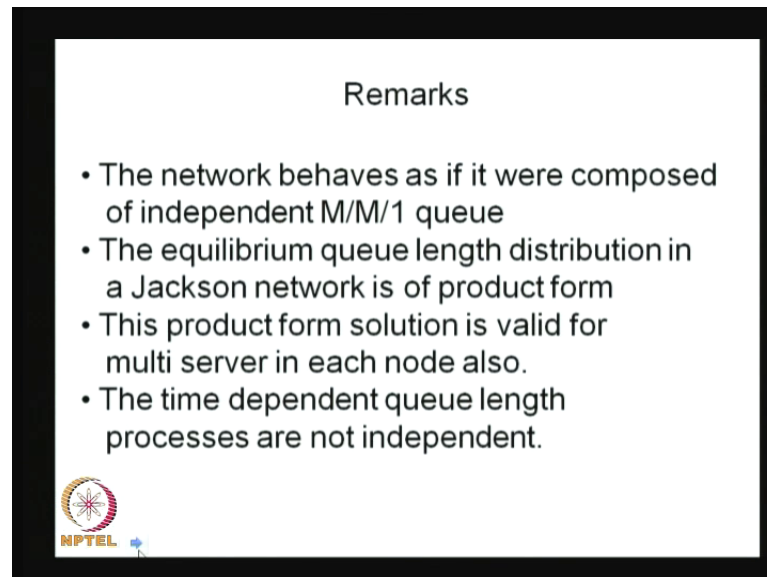 Remarks
• The network behaves as if it were composed
of independent M/M/1 queue
• The equilibrium queue length distribution in
a Jackson network is of product form
• This product form solution is valid for
multi server in each node also.
• The time dependent queue length
processes are not independent.
NPTEL